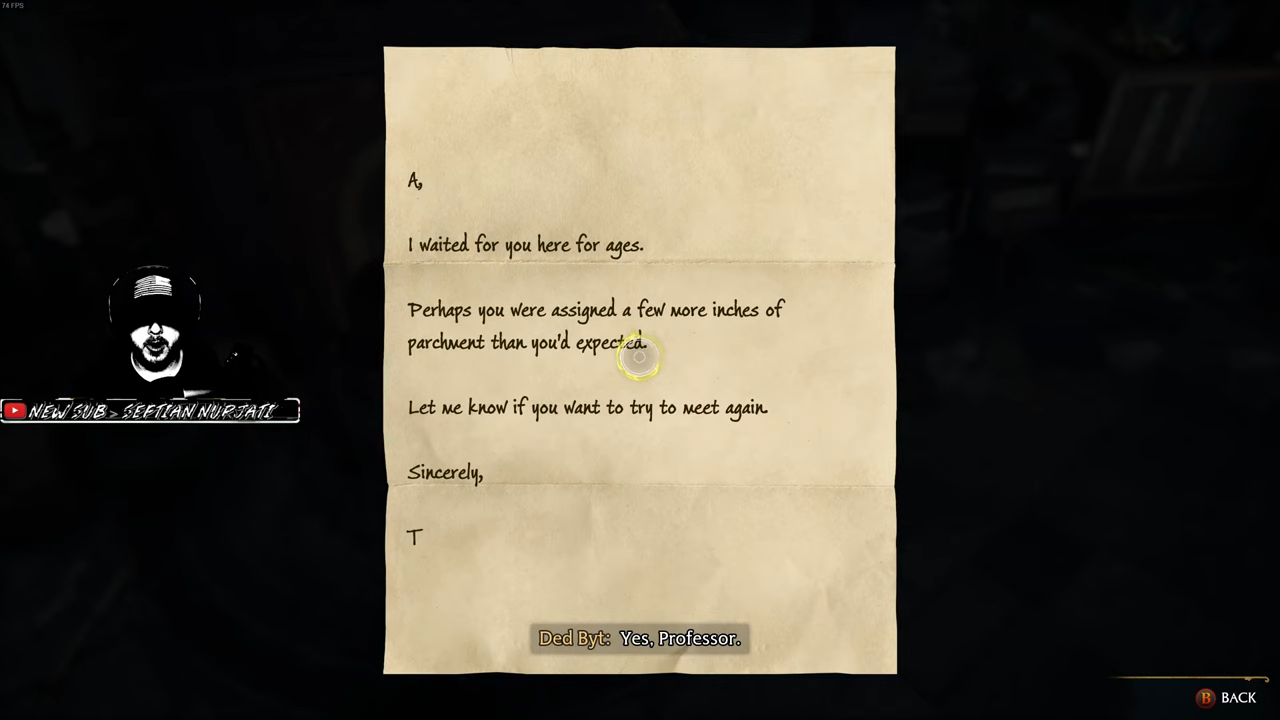 74 FPS
A,
I waited for you here for ages.
Perhaps you were assigned a few more inches of
parchment than you'd expected.
Let me know if you want to try to meet again.
Sincerely,
T
NEW SUB > SEFTIAN NURJATI
Ded Byt: Yes, Professor.
B BACK